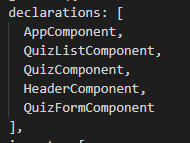 declarations: [
AppComponent,
QuizListComponent,
QuizComponent,
HeaderComponent,
QuizFormComponent
],